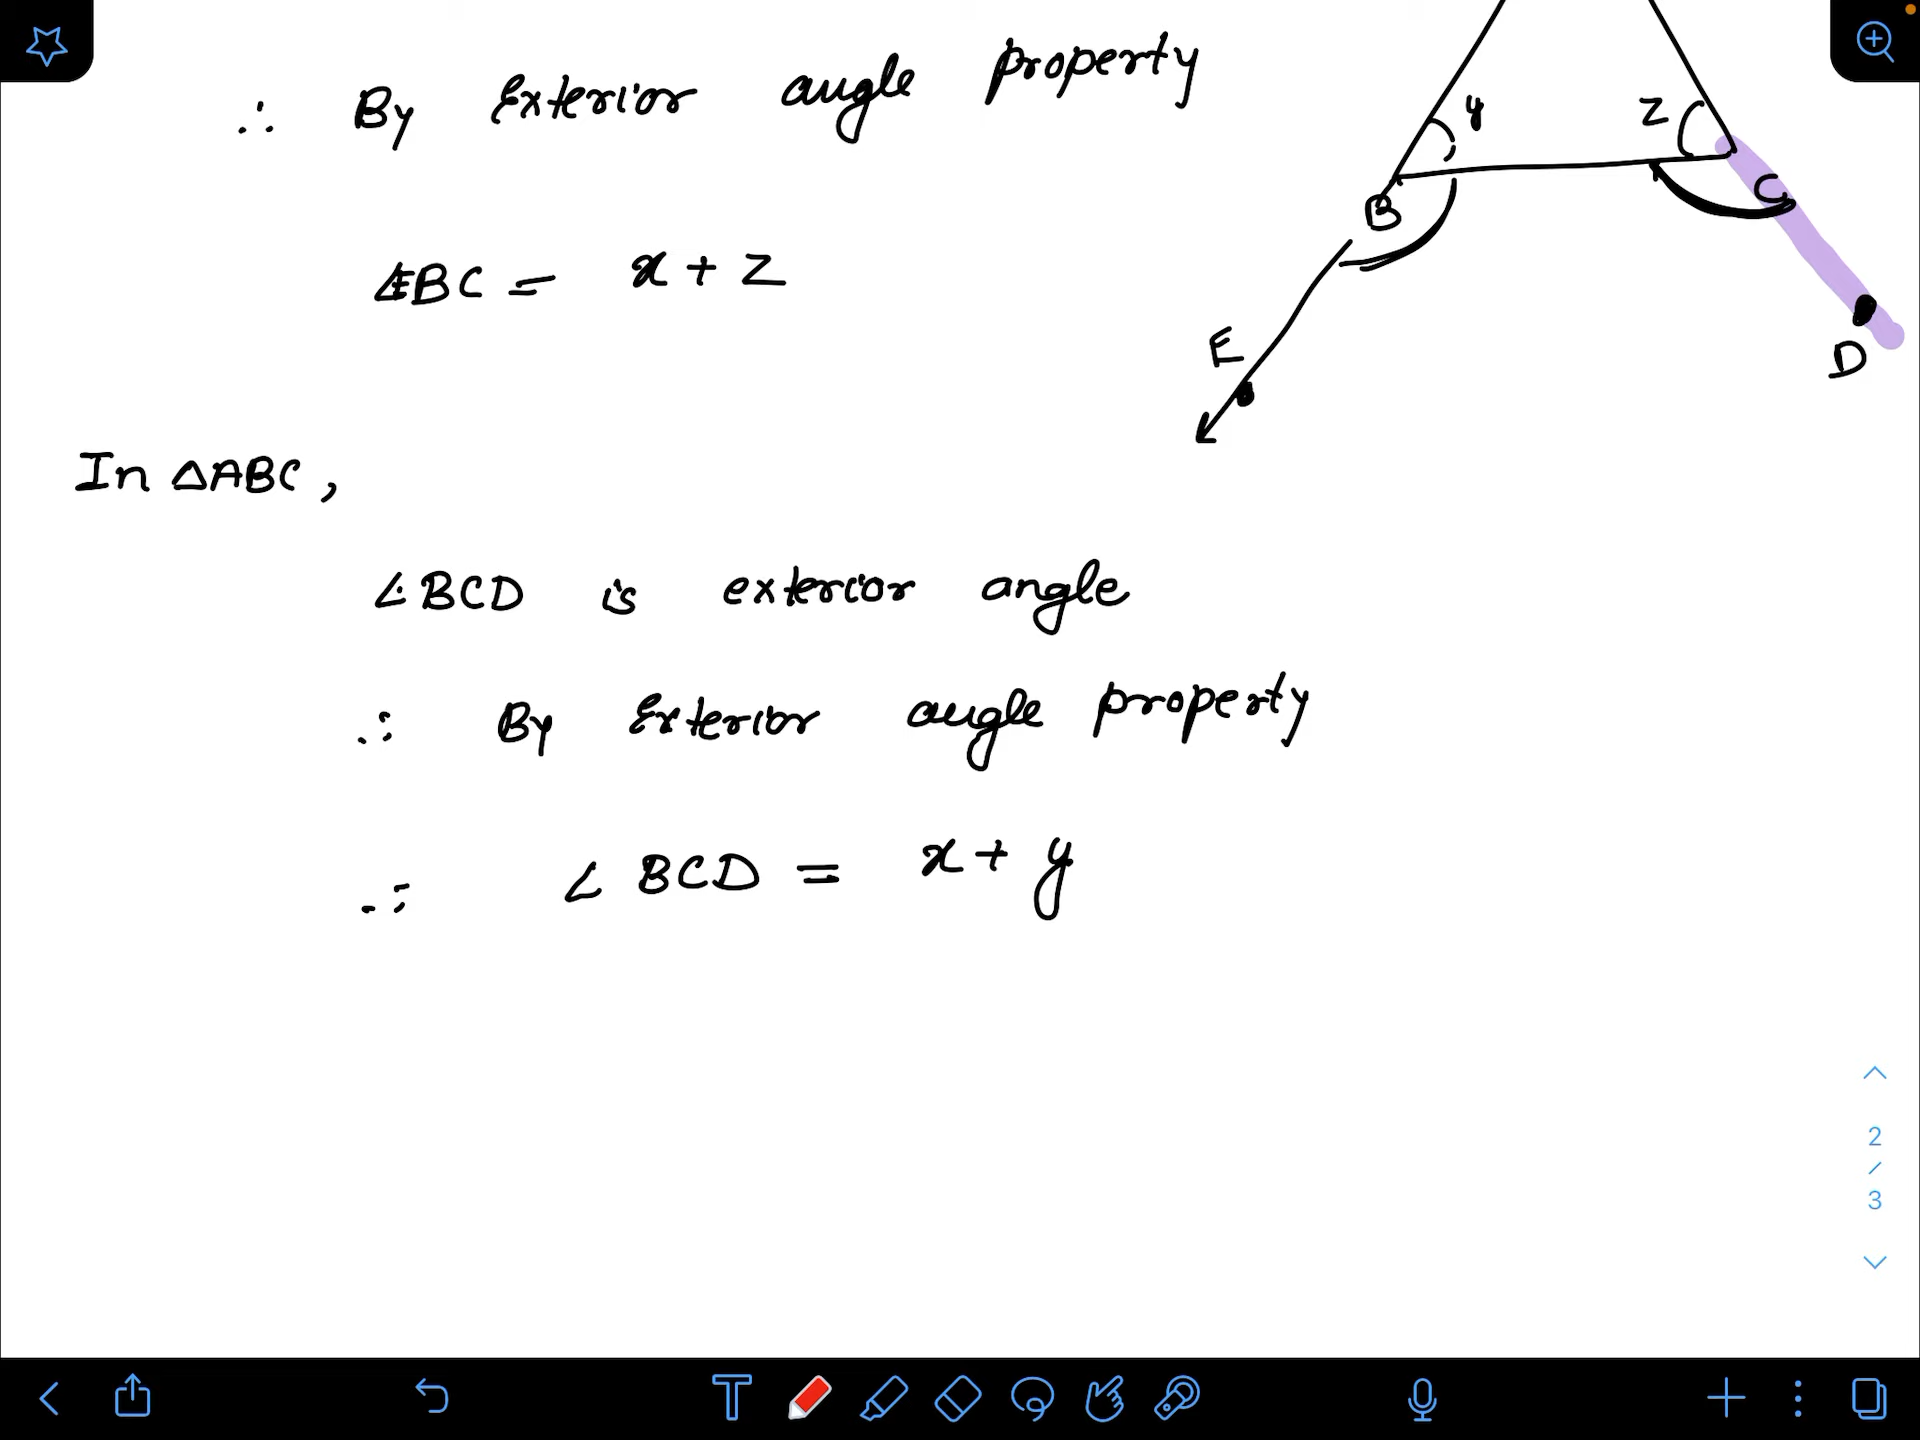 ∴ By Exterior angle property
y
Z
B
C
∠EBC = x + z
E
D
In △ABC,
∠BCD is exterior angle
∴ By Exterior angle property
∴ ∠BCD = x + y
2
/
3
T